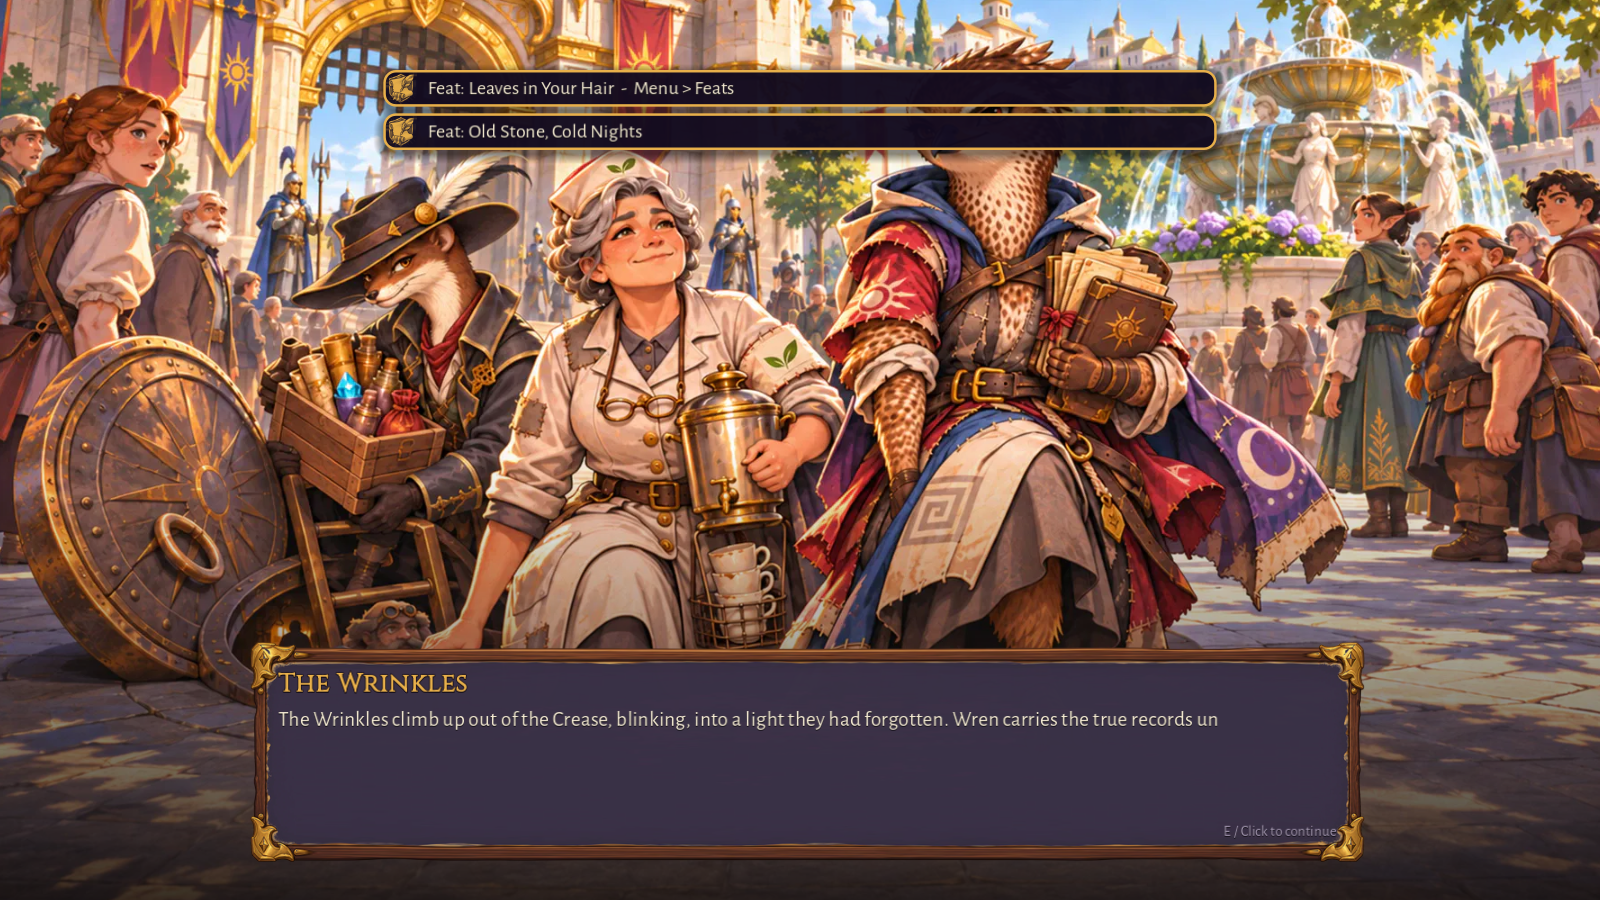 Feat: Leaves in Your Hair - Menu > Feats
Feat: Old Stone, Cold Nights
The Wrinkles
The Wrinkles climb up out of the Crease, blinking, into a light they had forgotten. Wren carries the true records un
E / Click to continue